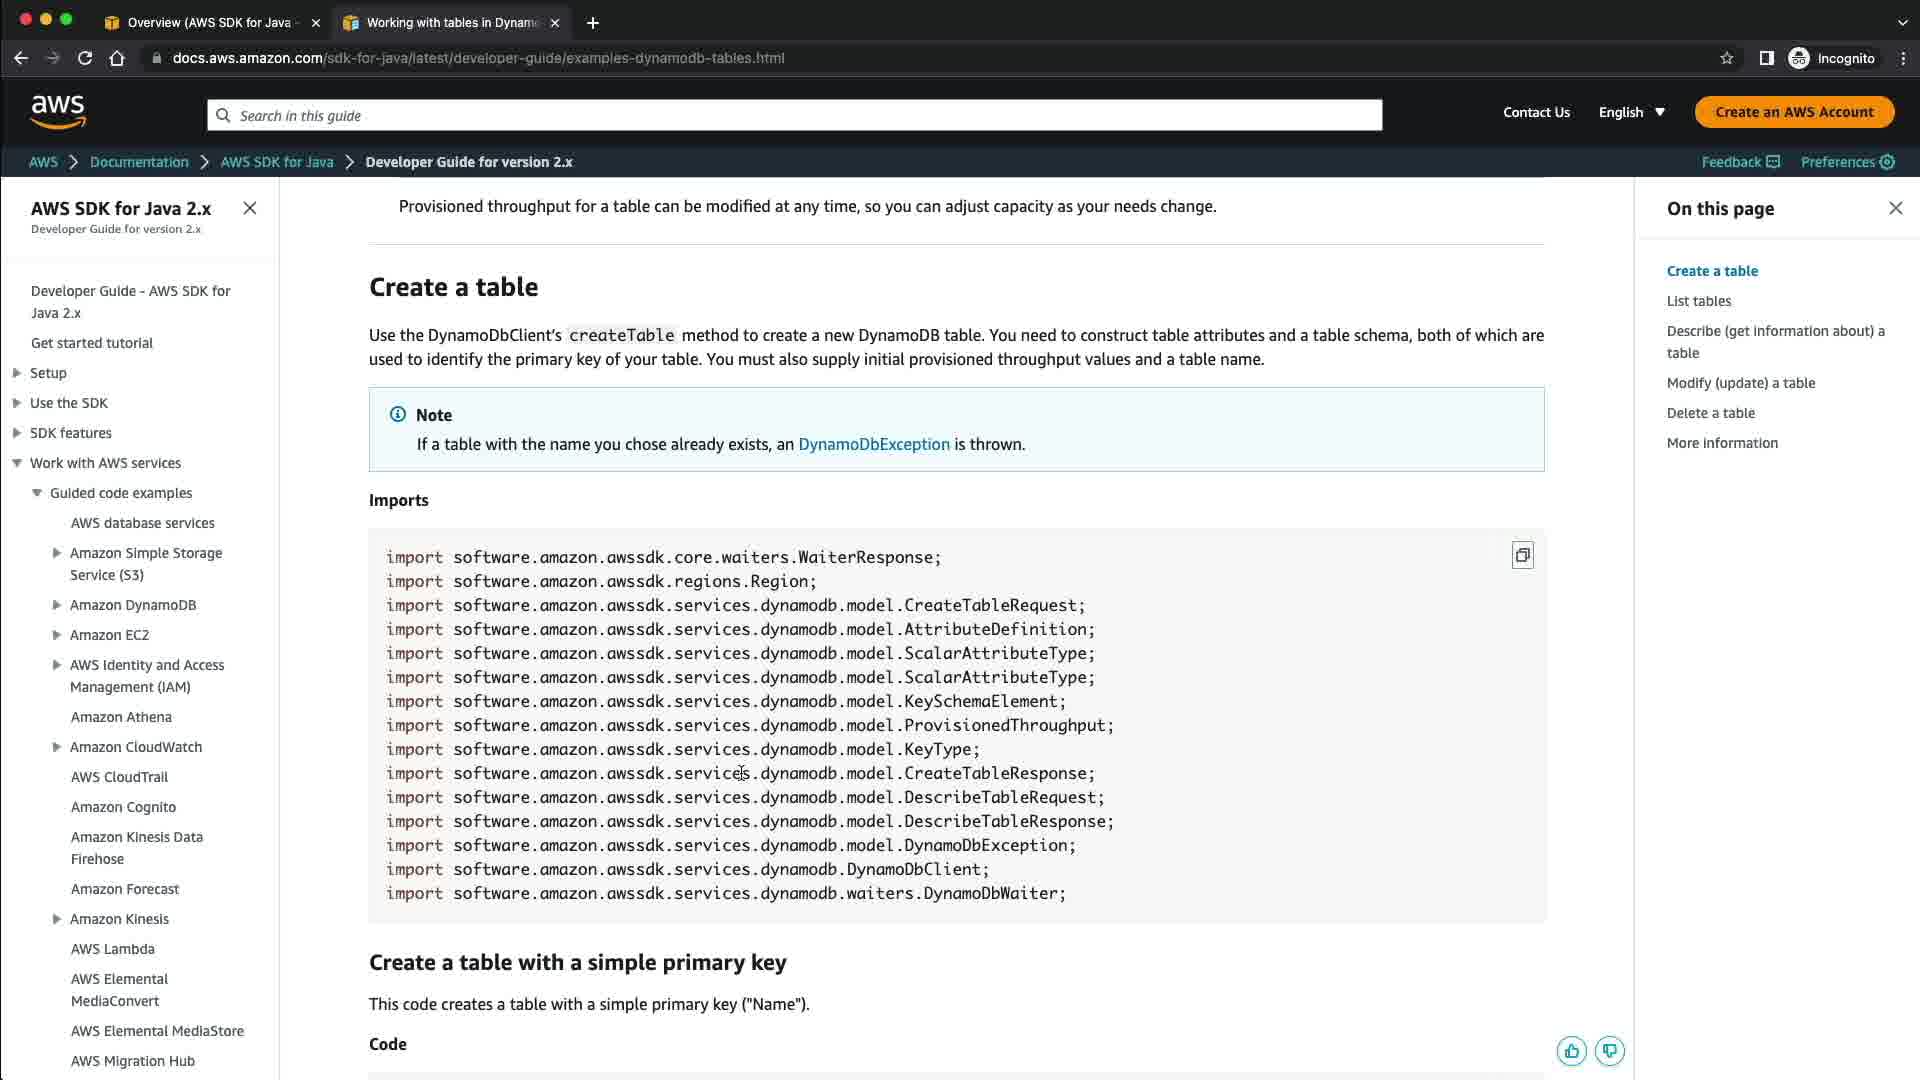 Overview (AWS SDK for Java -
Working with tables in Dynam
docs.aws.amazon.com/sdk-for-java/latest/developer-guide/examples-dynamodb-tables.html
Incognito
aws
Search in this guide
Contact Us
English
Create an AWS Account
AWS
Documentation
AWS SDK for Java
Developer Guide for version 2.x
Feedback
Preferences
AWS SDK for Java 2.x
Developer Guide for version 2.x
Developer Guide - AWS SDK for
Java 2.x
Get started tutorial
Setup
Use the SDK
SDK features
Work with AWS services
Guided code examples
AWS database services
Amazon Simple Storage
Service (S3)
Amazon DynamoDB
Amazon EC2
AWS Identity and Access
Management (IAM)
Amazon Athena
Amazon CloudWatch
AWS CloudTrail
Amazon Cognito
Amazon Kinesis Data
Firehose
Amazon Forecast
Amazon Kinesis
AWS Lambda
AWS Elemental
MediaConvert
AWS Elemental MediaStore
AWS Migration Hub
Provisioned throughput for a table can be modified at any time, so you can adjust capacity as your needs change.
Create a table
Use the DynamoDbClient's createTable method to create a new DynamoDB table. You need to construct table attributes and a table schema, both of which are
used to identify the primary key of your table. You must also supply initial provisioned throughput values and a table name.
Note
If a table with the name you chose already exists, an DynamoDbException is thrown.
Imports
import software.amazon.awssdk.core.waiters.WaiterResponse;
import software.amazon.awssdk.regions.Region;
import software.amazon.awssdk.services.dynamodb.model.CreateTableRequest;
import software.amazon.awssdk.services.dynamodb.model.AttributeDefinition;
import software.amazon.awssdk.services.dynamodb.model.ScalarAttributeType;
import software.amazon.awssdk.services.dynamodb.model.ScalarAttributeType;
import software.amazon.awssdk.services.dynamodb.model.KeySchemaElement;
import software.amazon.awssdk.services.dynamodb.model.ProvisionedThroughput;
import software.amazon.awssdk.services.dynamodb.model.KeyType;
import software.amazon.awssdk.services.dynamodb.model.CreateTableResponse;
import software.amazon.awssdk.services.dynamodb.model.DescribeTableRequest;
import software.amazon.awssdk.services.dynamodb.model.DescribeTableResponse;
import software.amazon.awssdk.services.dynamodb.model.DynamoDbException;
import software.amazon.awssdk.services.dynamodb.DynamoDbClient;
import software.amazon.awssdk.services.dynamodb.waiters.DynamoDbWaiter;
Create a table with a simple primary key
This code creates a table with a simple primary key ("Name").
Code
On this page
Create a table
List tables
Describe (get information about) a
table
Modify (update) a table
Delete a table
More information